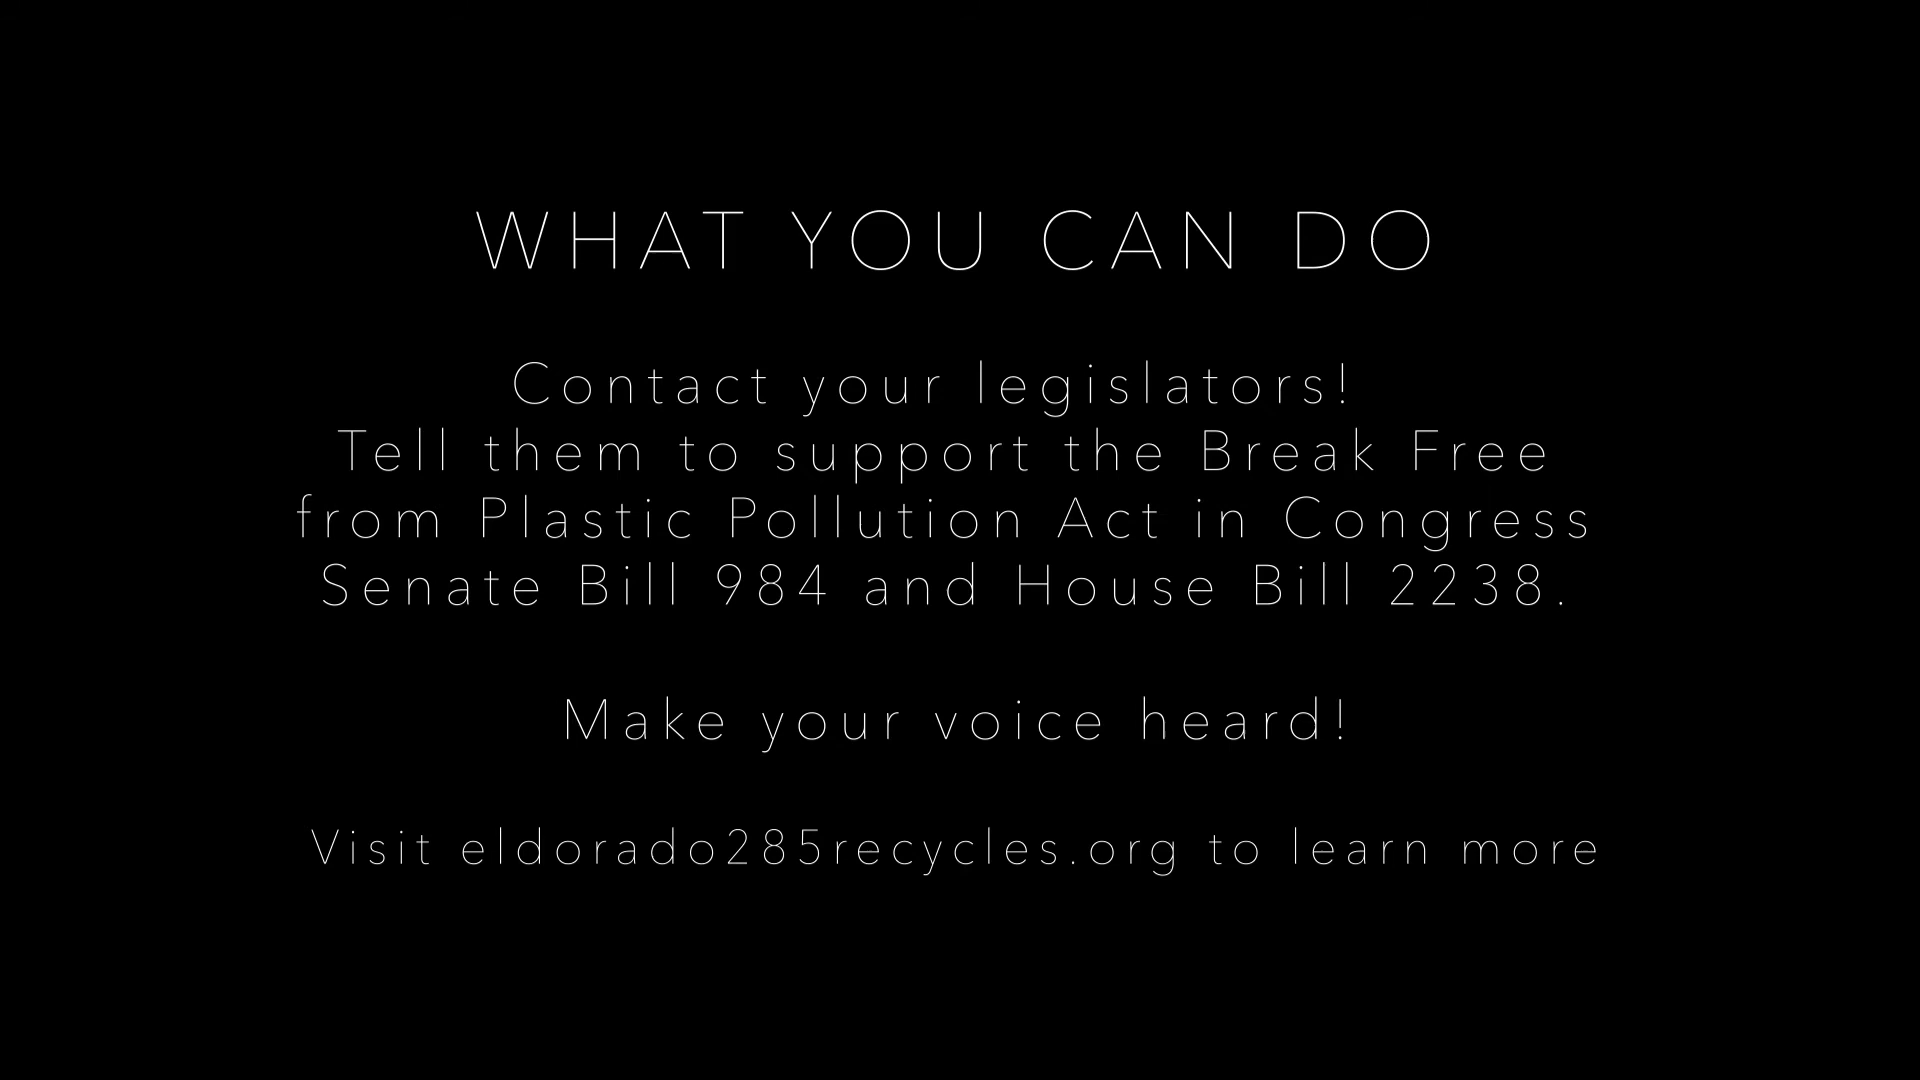 WHAT YOU CAN DO
Contact your legislators!
Tell them to support the Break Free
from Plastic Pollution Act in Congress
Senate Bill 984 and House Bill 2238.
Make your voice heard!
Visit eldorado285recycles.org to learn more